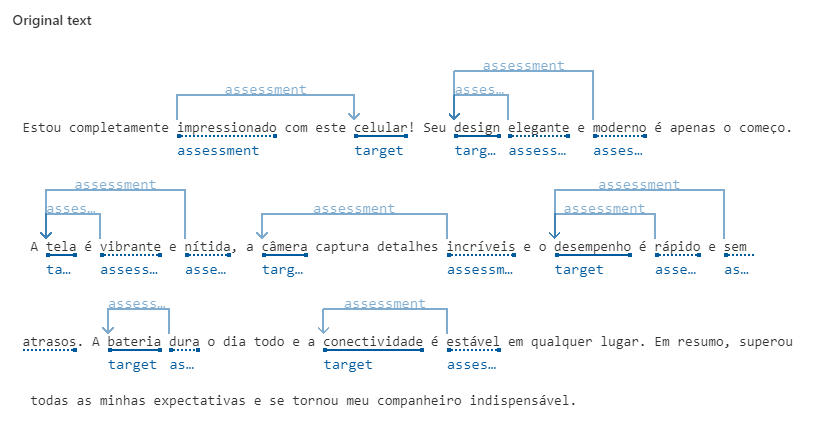 Original text
assessment
assessment asses…
Estou completamente impressionado com este celular! Seu design elegante e moderno é apenas o começo.
assessment target targ… assess… asses…
assessment assessment
asses… assessment assessment
A tela é vibrante e nítida, a câmera captura detalhes incríveis e o desempenho é rápido e sem
ta… assess… asse… targ… assessm… target asse… as…
assess… assessment
atrasos. A bateria dura o dia todo e a conectividade é estável em qualquer lugar. Em resumo, superou
target as… target asses…
todas as minhas expectativas e se tornou meu companheiro indispensável.